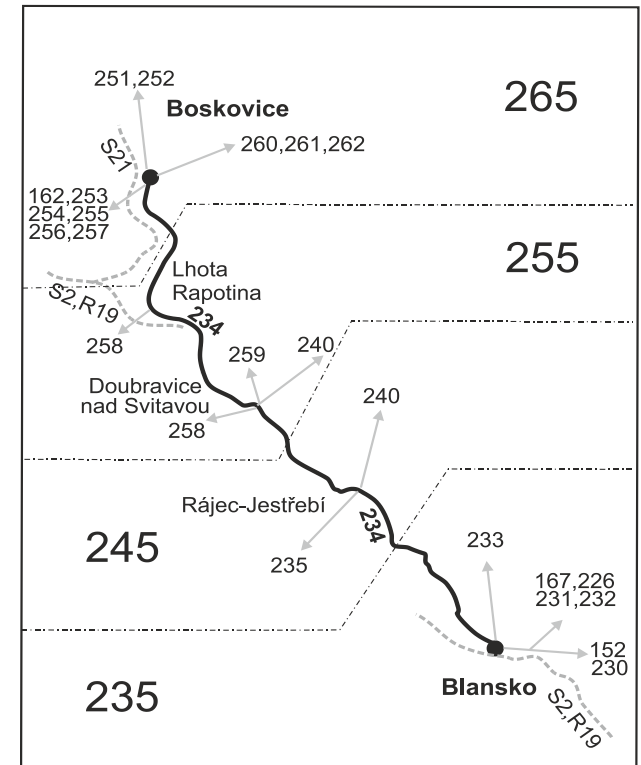 265
251,252
Boskovice
260,261,262
S21
162,253
254,255
256,257
255
Lhota
Rapotina
S2,R19
234
258
259
240
Doubravice
nad Svitavou
258
240
Rájec-Jestřebí
234
245
235
233
167,226
231,232
152
230
Blansko
S2,R19
235